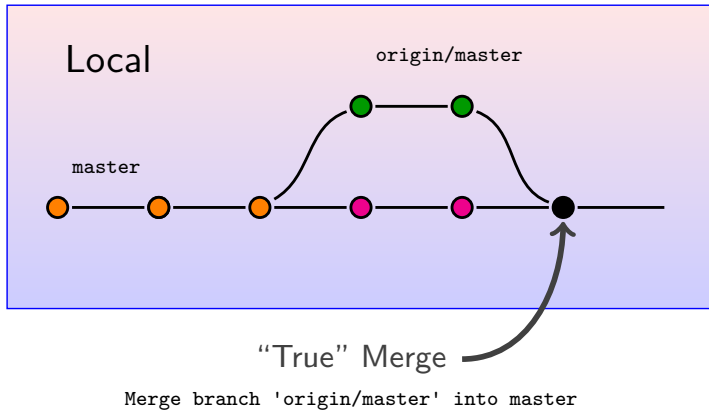 Local
origin/master
master
“True” Merge
Merge branch 'origin/master' into master